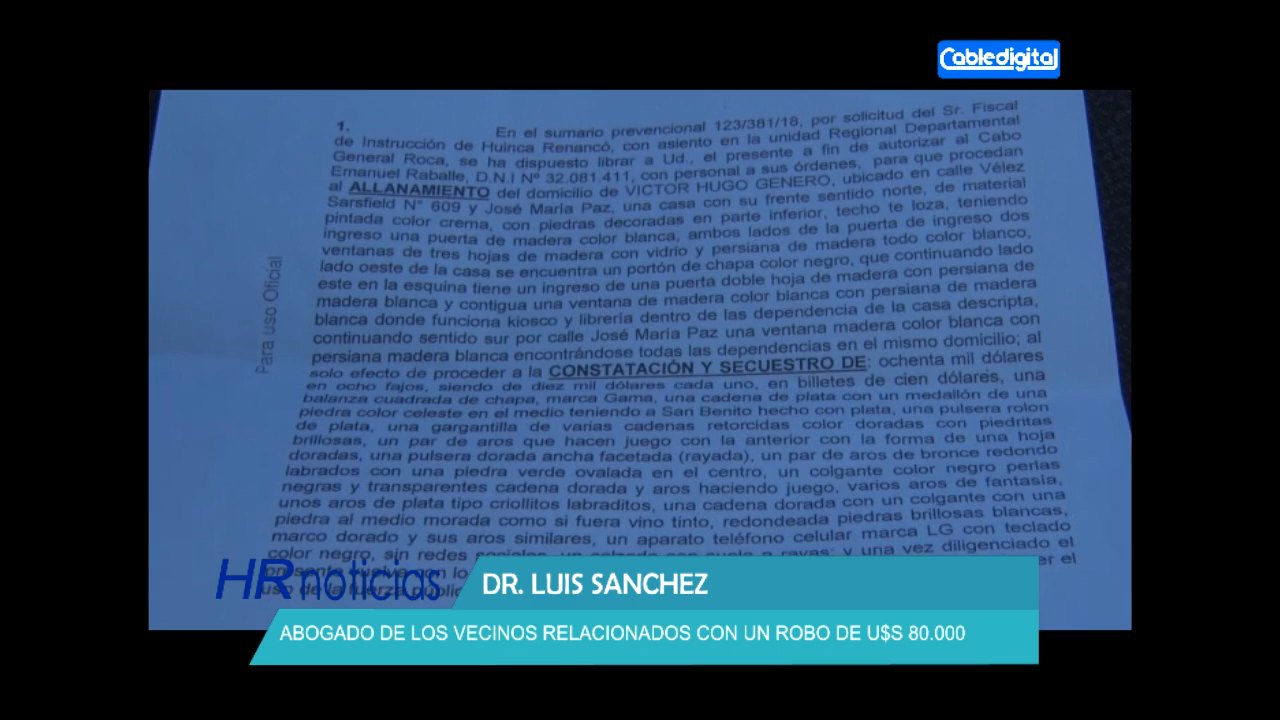 Cabledigital
1. En el sumario prevencional 123/381/18, por solicitud del Sr. Fiscal
de Instrucción de Huinca Renancó, con asiento en la unidad Regional Departamental
General Roca, se ha dispuesto librar a Ud., el presente a fin de autorizar al Cabo
Emanuel Raballe, D.N.I Nº 32.081.411, con personal a sus órdenes, para que procedan
al ALLANAMIENTO del domicilio de VICTOR HUGO GENERO, ubicado en calle Vélez
Sarsfield N° 609 y José María Paz, una casa con su frente sentido norte, de material
pintada color crema, con piedras decoradas en parte inferior, techo te loza, teniendo
ingreso una puerta de madera color blanca, ambos lados de la puerta de ingreso dos
ventanas de tres hojas de madera con vidrio y persiana de madera todo color blanco,
lado oeste de la casa se encuentra un portón de chapa color negro, que continuando lado
este en la esquina tiene un ingreso de una puerta doble hoja de madera con persiana de
madera blanca y contigua una ventana de madera color blanca con persiana de madera
blanca donde funciona kiosco y librería dentro de las dependencia de la casa descripta,
continuando sentido sur por calle José María Paz una ventana madera color blanca con
persiana madera blanca encontrándose todas las dependencias en el mismo domicilio; al
solo efecto de proceder a la CONSTATACIÓN Y SECUESTRO DE: ochenta mil dólares
en ocho fajos, siendo de diez mil dólares cada uno, en billetes de cien dólares, una
balanza cuadrada de chapa, marca Gama, una cadena de plata con un medallón de una
piedra color celeste en el medio teniendo a San Benito hecho con plata, una pulsera rolon
de plata, una gargantilla de varias cadenas retorcidas color doradas con piedritas
brillosas, un par de aros que hacen juego con la anterior con la forma de una hoja
doradas, una pulsera dorada ancha facetada (rayada), un par de aros de bronce redondo
labrados con una piedra verde ovalada en el centro, un colgante color negro perlas
negras y transparentes cadena dorada y aros haciendo juego, varios aros de fantasía,
unos aros de plata tipo criollitos labraditos, una cadena dorada con un colgante con una
piedra al medio morada como si fuera vino tinto, redondeada piedras brillosas blancas,
marco dorado y sus aros similares, un aparato teléfono celular marca LG con teclado
color negro, sin redes y una vez diligenciado el
er el
uso de la fuerza
Para uso Oficial
HR noticias
DR. LUIS SANCHEZ
ABOGADO DE LOS VECINOS RELACIONADOS CON UN ROBO DE U$S 80.000